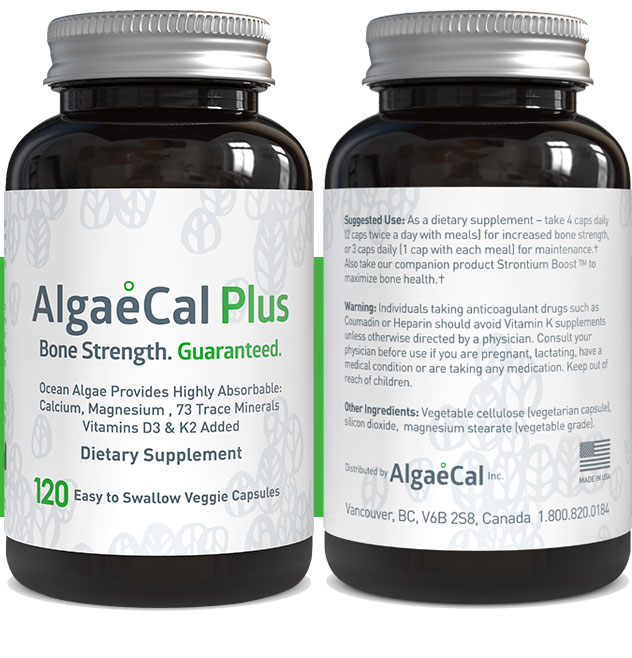 AlgaeCal Plus
Bone Strength. Guaranteed.
Ocean Algae Provides Highly Absorbable:
Calcium, Magnesium , 73 Trace Minerals
Vitamins D3 & K2 Added
Dietary Supplement
120 Easy to Swallow Veggie Capsules
Suggested Use: As a dietary supplement – take 4 caps daily
(2 caps twice a day with meals) for increased bone strength,
or 3 caps daily (1 cap with each meal) for maintenance.†
Also take our companion product Strontium Boost ™ to
maximize bone health.†
Warning: Individuals taking anticoagulant drugs such as
Coumadin or Heparin should avoid Vitamin K supplements
unless otherwise directed by a physician. Consult your
physician before use if you are pregnant, lactating, have a
medical condition or are taking any medication. Keep out of
reach of children.
Other Ingredients: Vegetable cellulose (vegetarian capsule),
silicon dioxide, magnesium stearate (vegetable grade).
Distributed by AlgaeCal Inc.
MADE IN USA
Vancouver, BC, V6B 2S8, Canada 1.800.820.0184